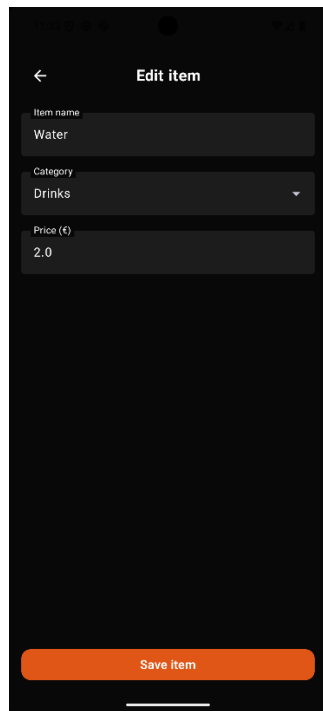 Edit item
Item name
Water
Category
Drinks
Price (€)
2.0
Save item